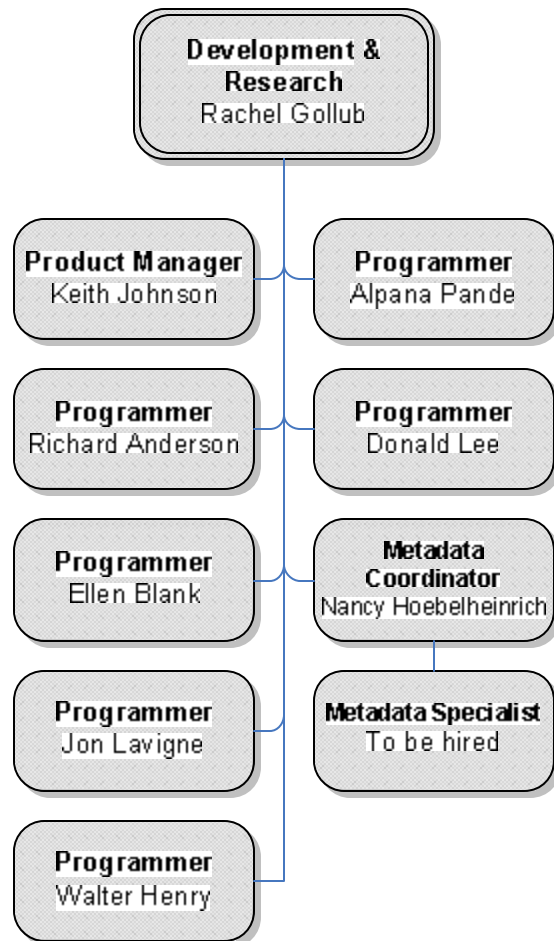 Development &
Research
Rachel Gollub
Product Manager
Keith Johnson
Programmer
Alpana Pande
Programmer
Richard Anderson
Programmer
Donald Lee
Programmer
Ellen Blank
Metadata
Coordinator
Nancy Hoebelheinrich
Programmer
Jon Lavigne
Metadata Specialist
To be hired
Programmer
Walter Henry